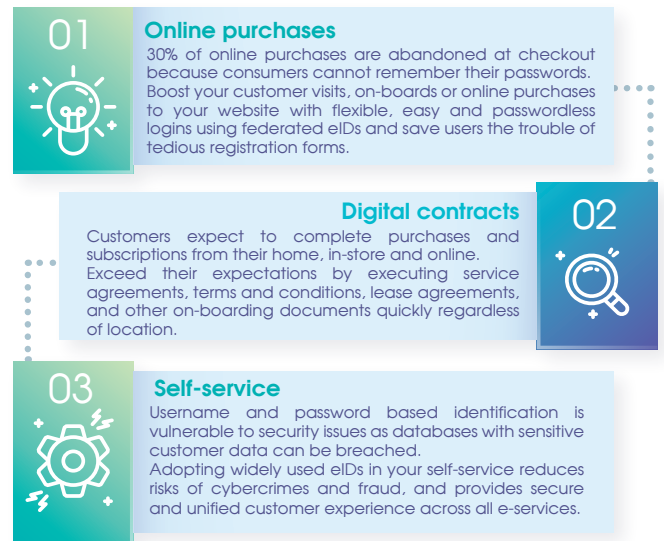 01
Online purchases
30% of online purchases are abandoned at checkout
because consumers cannot remember their passwords.
Boost your customer visits, on-boards or online purchases
to your website with flexible, easy and passwordless
logins using federated eIDs and save users the trouble of
tedious registration forms.
02
Digital contracts
Customers expect to complete purchases and
subscriptions from their home, in-store and online.
Exceed their expectations by executing service
agreements, terms and conditions, lease agreements,
and other on-boarding documents quickly regardless
of location.
03
Self-service
Username and password based identification is
vulnerable to security issues as databases with sensitive
customer data can be breached.
Adopting widely used eIDs in your self-service reduces
risks of cybercrimes and fraud, and provides secure
and unified customer experience across all e-services.